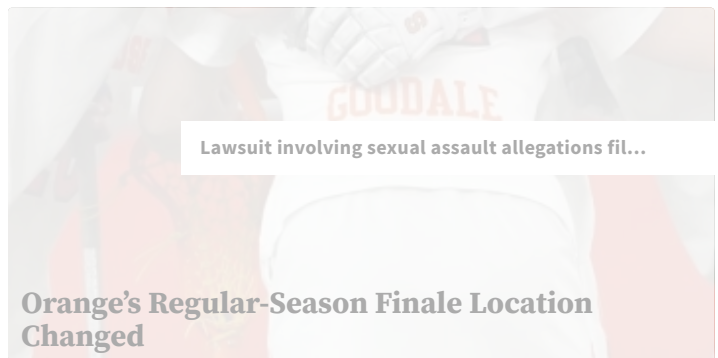 GOODALE
Lawsuit involving sexual assault allegations fil...
Orange’s Regular-Season Finale Location
Changed